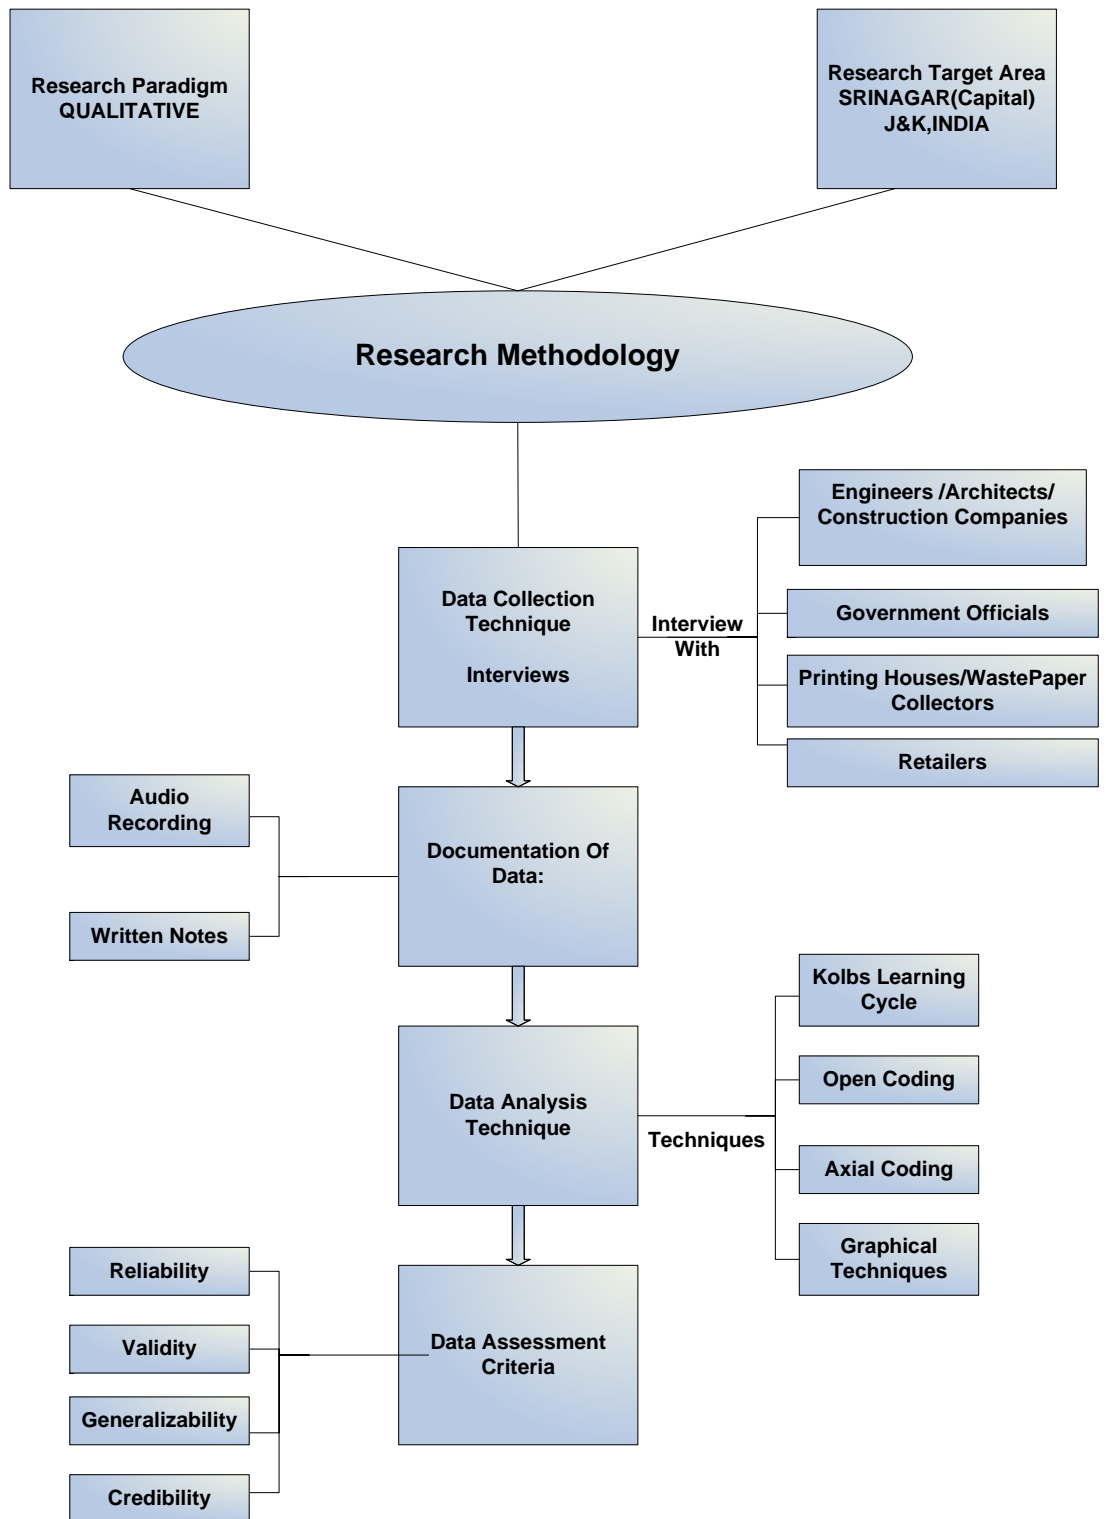 Research Paradigm
QUALITATIVE
Research Target Area
SRINAGAR(Capital)
J&K,INDIA
Research Methodology
Engineers /Architects/
Construction Companies
Data Collection
Technique
Interviews
Interview
With
Government Officials
Printing Houses/WastePaper
Collectors
Retailers
Audio
Recording
Documentation Of
Data:
Written Notes
Kolbs Learning
Cycle
Open Coding
Data Analysis
Technique
Techniques
Axial Coding
Graphical
Techniques
Reliability
Validity
Data Assessment
Criteria
Generalizability
Credibility